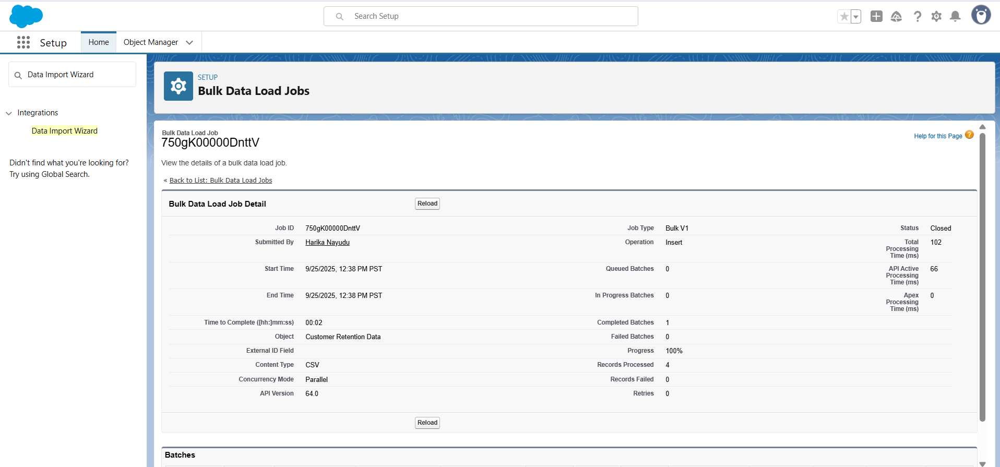 Search Setup
Setup
Home
Object Manager
Data Import Wizard
Integrations
Data Import Wizard
Didn't find what you're looking for?
Try using Global Search.
SETUP
Bulk Data Load Jobs
Bulk Data Load Job
750gK00000DnttV
Help for this Page ?
View the details of a bulk data load job.
« Back to List: Bulk Data Load Jobs
Bulk Data Load Job Detail
Reload
Job ID 750gK00000DnttV Job Type Bulk V1 Status Closed
Submitted By Harika Nayudu Operation Insert Total Processing Time (ms) 102
Start Time 9/25/2025, 12:38 PM PST Queued Batches 0 API Active Processing Time (ms) 66
End Time 9/25/2025, 12:38 PM PST In Progress Batches 0 Apex Processing Time (ms) 0
Time to Complete ([hh:]mm:ss) 00:02 Completed Batches 1
Object Customer Retention Data Failed Batches 0
External ID Field Progress 100%
Content Type CSV Records Processed 4
Concurrency Mode Parallel Records Failed 0
API Version 64.0 Retries 0
Reload
Batches